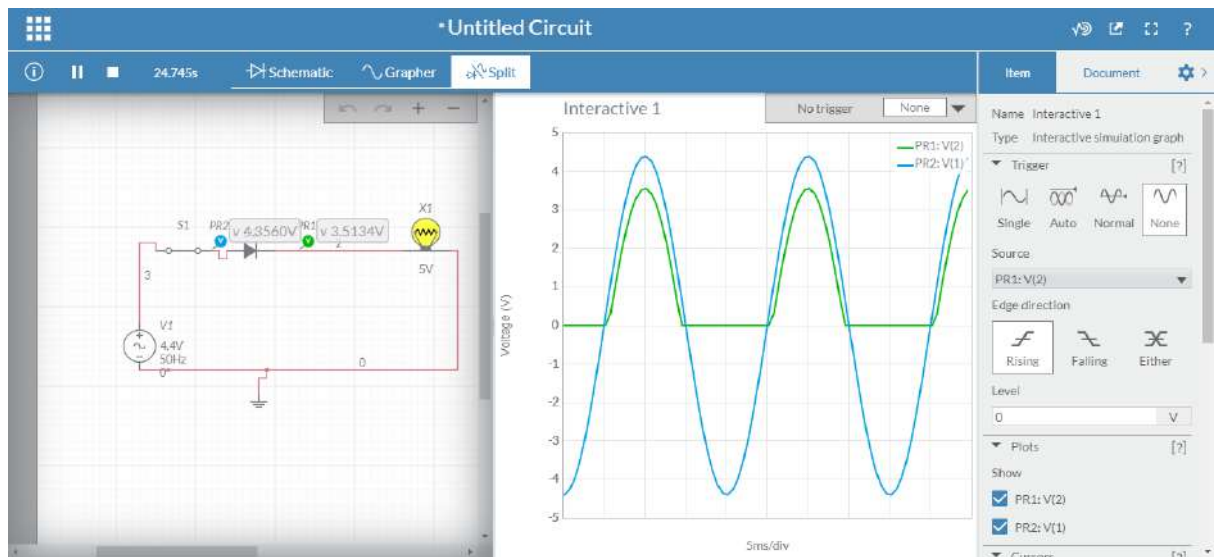 *Untitled Circuit
?
24.745s
Schematic
Grapher
Split
Item
Document
Interactive 1
No trigger
None
Name Interactive 1
Type Interactive simulation graph
Trigger
[?]
Single
Auto
Normal
None
Source
PR1: V(2)
Edge direction
Rising
Falling
Either
Level
0
V
Plots
[?]
Show
PR1: V(2)
PR2: V(1)
Cursors
[?]
S1
PR2
v 4.3560V
PR1
v 3.5134V
X1
5V
3
V1
4.4V
50Hz
0°
0
PR1: V(2)
PR2: V(1)
5
4
3
2
1
0
-1
-2
-3
-4
-5
Voltage (V)
5ms/div